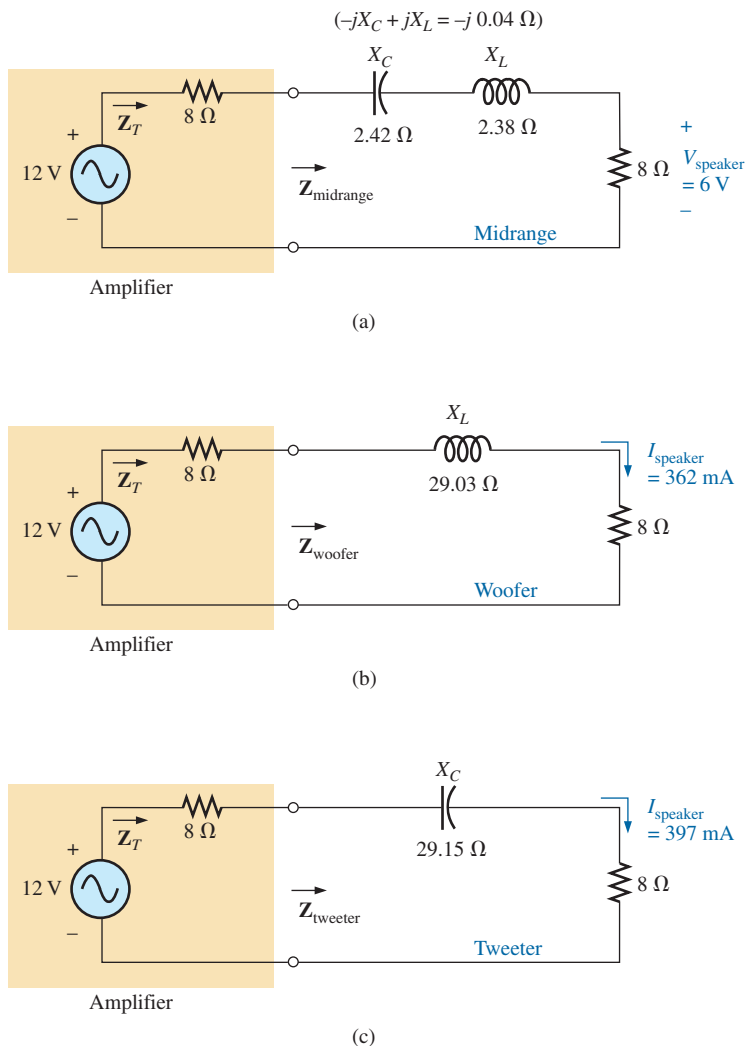 (–jX_C + jX_L = –j 0.04 Ω)
X_C
X_L
Z_T
8 Ω
2.42 Ω
2.38 Ω
+
12 V
–
Z_midrange
8 Ω
+
V_speaker
= 6 V
–
Midrange
Amplifier
(a)
X_L
Z_T
8 Ω
29.03 Ω
I_speaker
= 362 mA
+
12 V
–
Z_woofer
8 Ω
Woofer
Amplifier
(b)
X_C
Z_T
8 Ω
29.15 Ω
I_speaker
= 397 mA
+
12 V
–
Z_tweeter
8 Ω
Tweeter
Amplifier
(c)